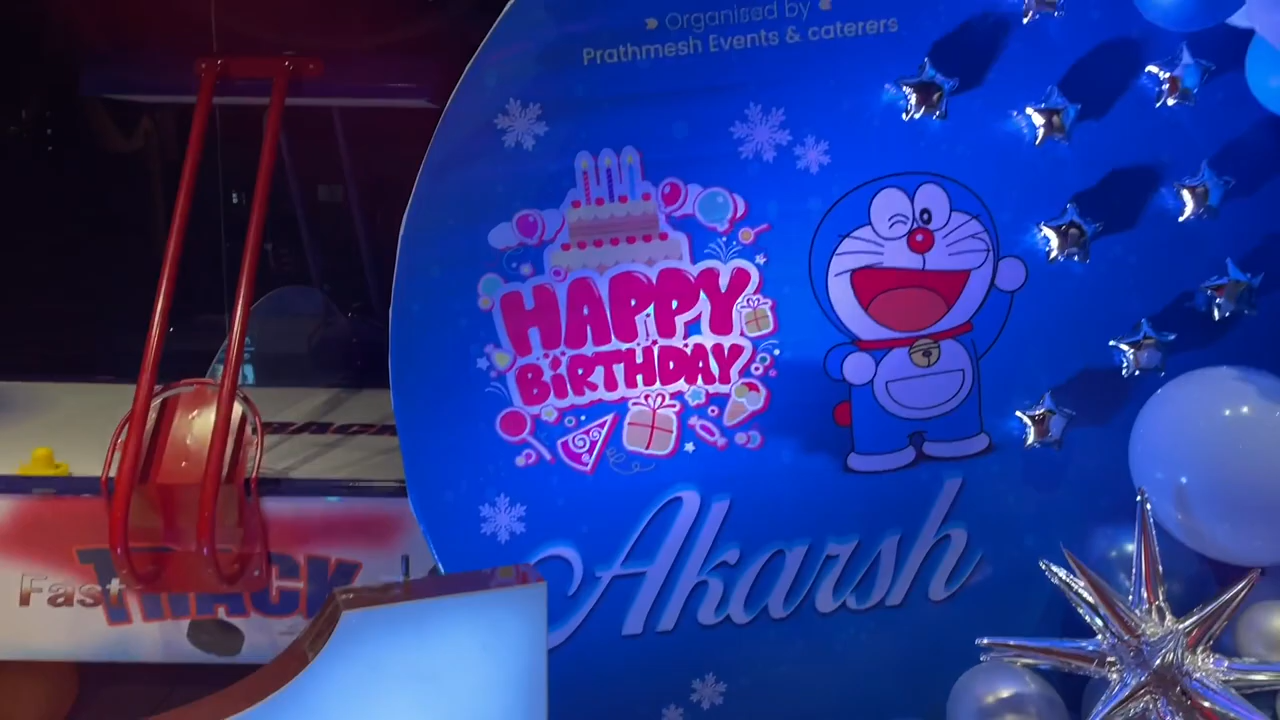 Organised by
Prathmesh Events & caterers
HAPPY
BIRTHDAY
Akarsh
Fast TRACK